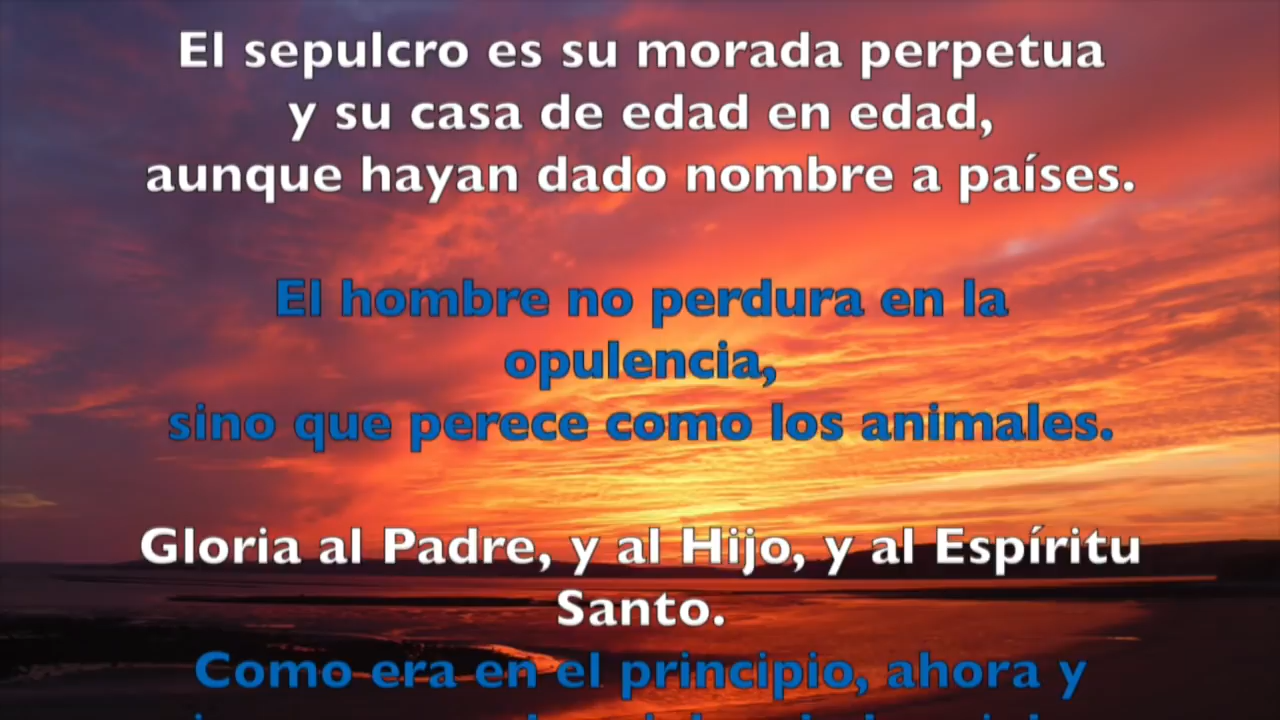 El sepulcro es su morada perpetua
y su casa de edad en edad,
aunque hayan dado nombre a países.
El hombre no perdura en la
opulencia,
sino que perece como los animales.
Gloria al Padre, y al Hijo, y al Espíritu
Santo.
Como era en el principio, ahora y